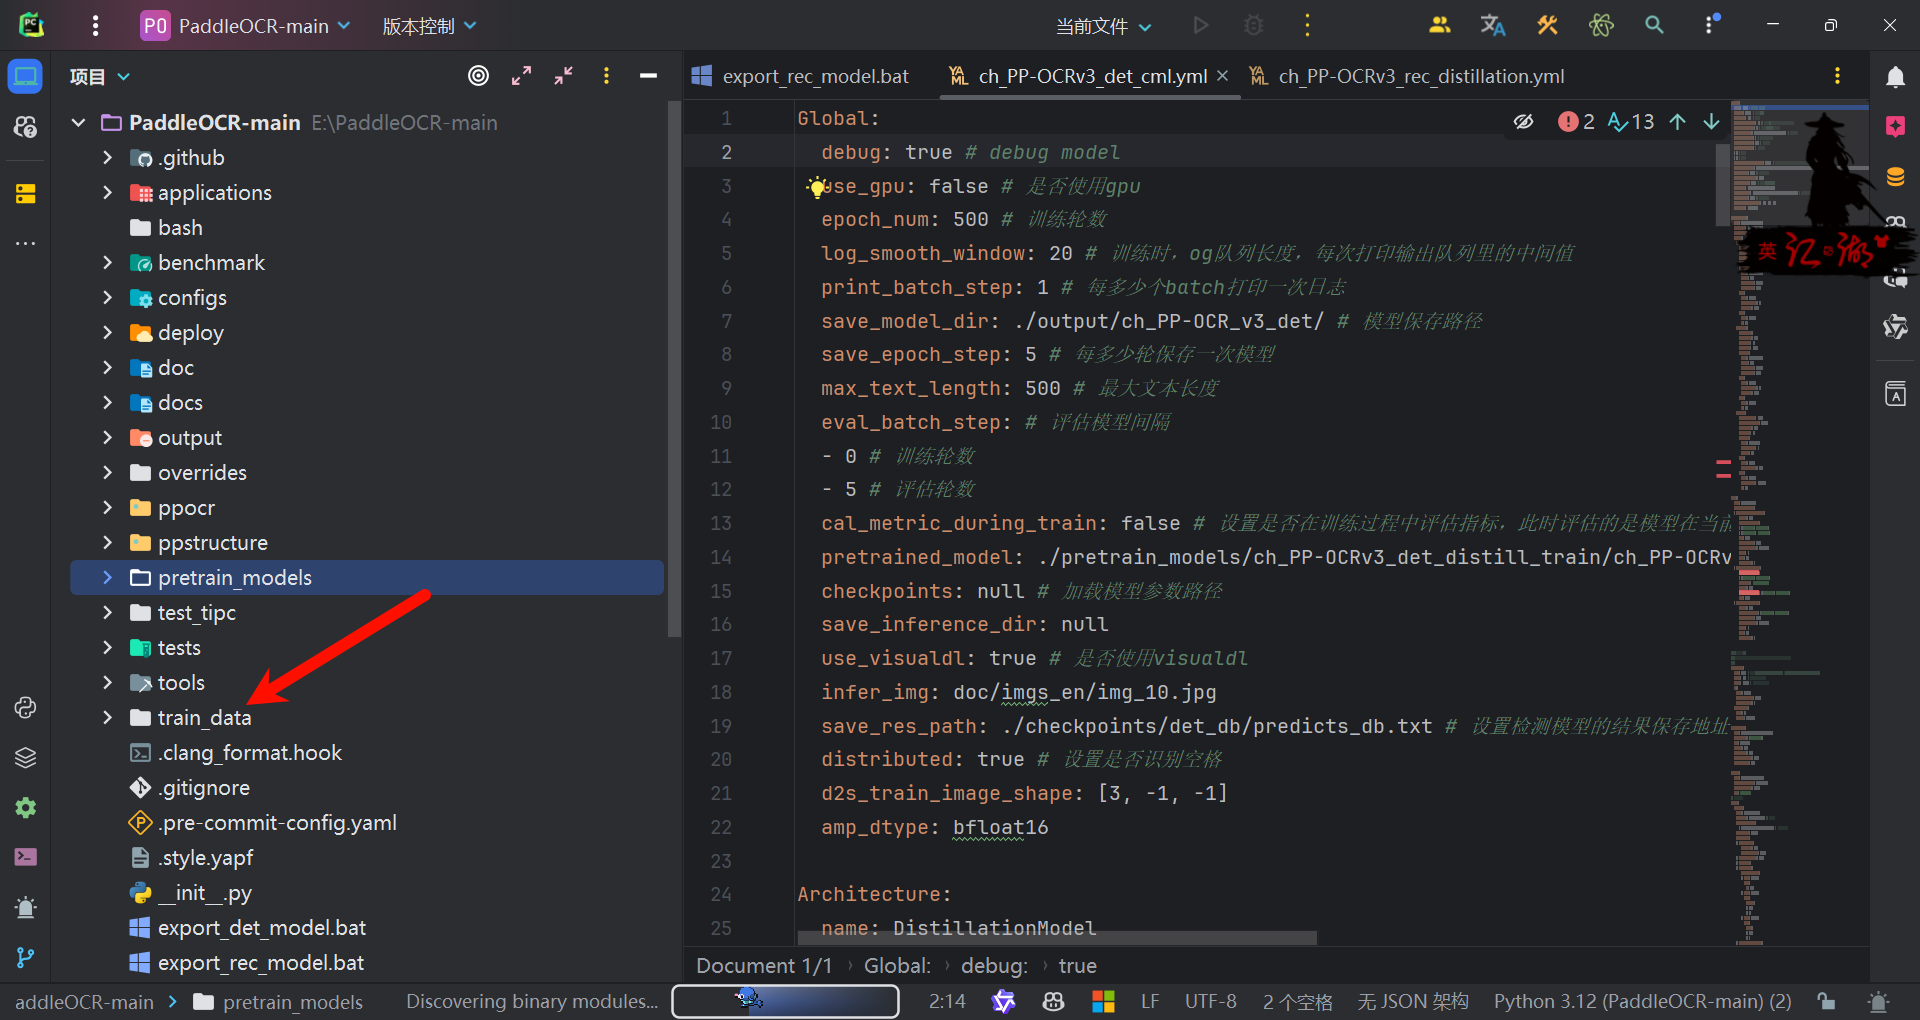 PO PaddleOCR-main 版本控制 当前文件
项目
export_rec_model.bat ch_PP-OCRv3_det_cml.yml ch_PP-OCRv3_rec_distillation.yml
PaddleOCR-main E:\PaddleOCR-main
.github
applications
bash
benchmark
configs
deploy
doc
docs
output
overrides
ppocr
ppstructure
pretrain_models
test_tipc
tests
tools
train_data
.clang_format.hook
.gitignore
.pre-commit-config.yaml
.style.yapf
__init__.py
export_det_model.bat
export_rec_model.bat
2 13
1 Global:
2 debug: true # debug model
3 use_gpu: false # 是否使用gpu
4 epoch_num: 500 # 训练轮数
5 log_smooth_window: 20 # 训练时，og队列长度，每次打印输出队列里的中间值
6 print_batch_step: 1 # 每多少个batch打印一次日志
7 save_model_dir: ./output/ch_PP-OCR_v3_det/ # 模型保存路径
8 save_epoch_step: 5 # 每多少轮保存一次模型
9 max_text_length: 500 # 最大文本长度
10 eval_batch_step: # 评估模型间隔
11 - 0 # 训练轮数
12 - 5 # 评估轮数
13 cal_metric_during_train: false # 设置是否在训练过程中评估指标，此时评估的是模型在当前
14 pretrained_model: ./pretrain_models/ch_PP-OCRv3_det_distill_train/ch_PP-OCRv
15 checkpoints: null # 加载模型参数路径
16 save_inference_dir: null
17 use_visualdl: true # 是否使用visualdl
18 infer_img: doc/imgs_en/img_10.jpg
19 save_res_path: ./checkpoints/det_db/predicts_db.txt # 设置检测模型的结果保存地址
20 distributed: true # 设置是否识别空格
21 d2s_train_image_shape: [3, -1, -1]
22 amp_dtype: bfloat16
23
24 Architecture:
25 name: DistillationModel
英
Document 1/1 › Global: › debug: › true
addleOCR-main › pretrain_models Discovering binary modules... 2:14 LF UTF-8 2 个空格 无 JSON 架构 Python 3.12 (PaddleOCR-main) (2)